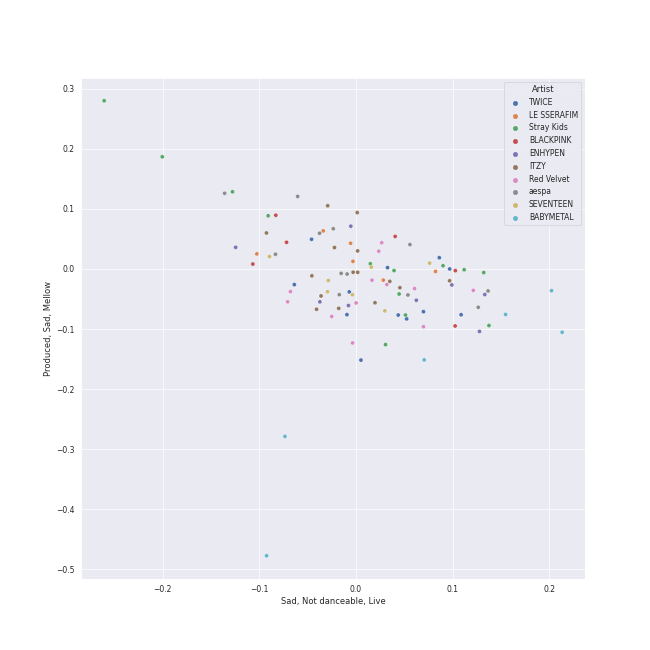 Artist
TWICE
LE SSERAFIM
Stray Kids
BLACKPINK
ENHYPEN
ITZY
Red Velvet
aespa
SEVENTEEN
BABYMETAL
0.3
0.2
0.1
0.0
−0.1
−0.2
−0.3
−0.4
−0.5
Produced, Sad, Mellow
−0.2
−0.1
0.0
0.1
0.2
Sad, Not danceable, Live